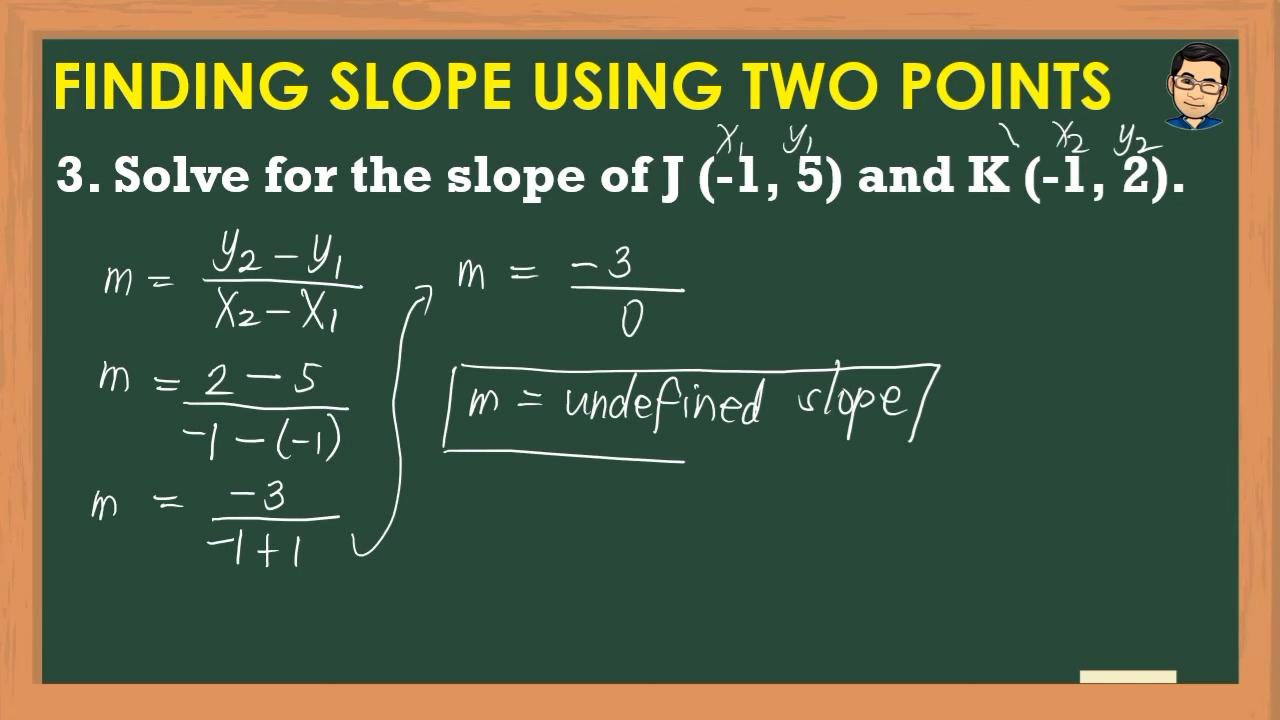 FINDING SLOPE USING TWO POINTS
x₁ y₁ x₂ y₂
3. Solve for the slope of J (-1, 5) and K (-1, 2).
m = y₂ - y₁
x₂ - x₁
m = 2 - 5
-1 - (-1)
m = -3
-1 + 1
m = -3
0
m = undefined slope